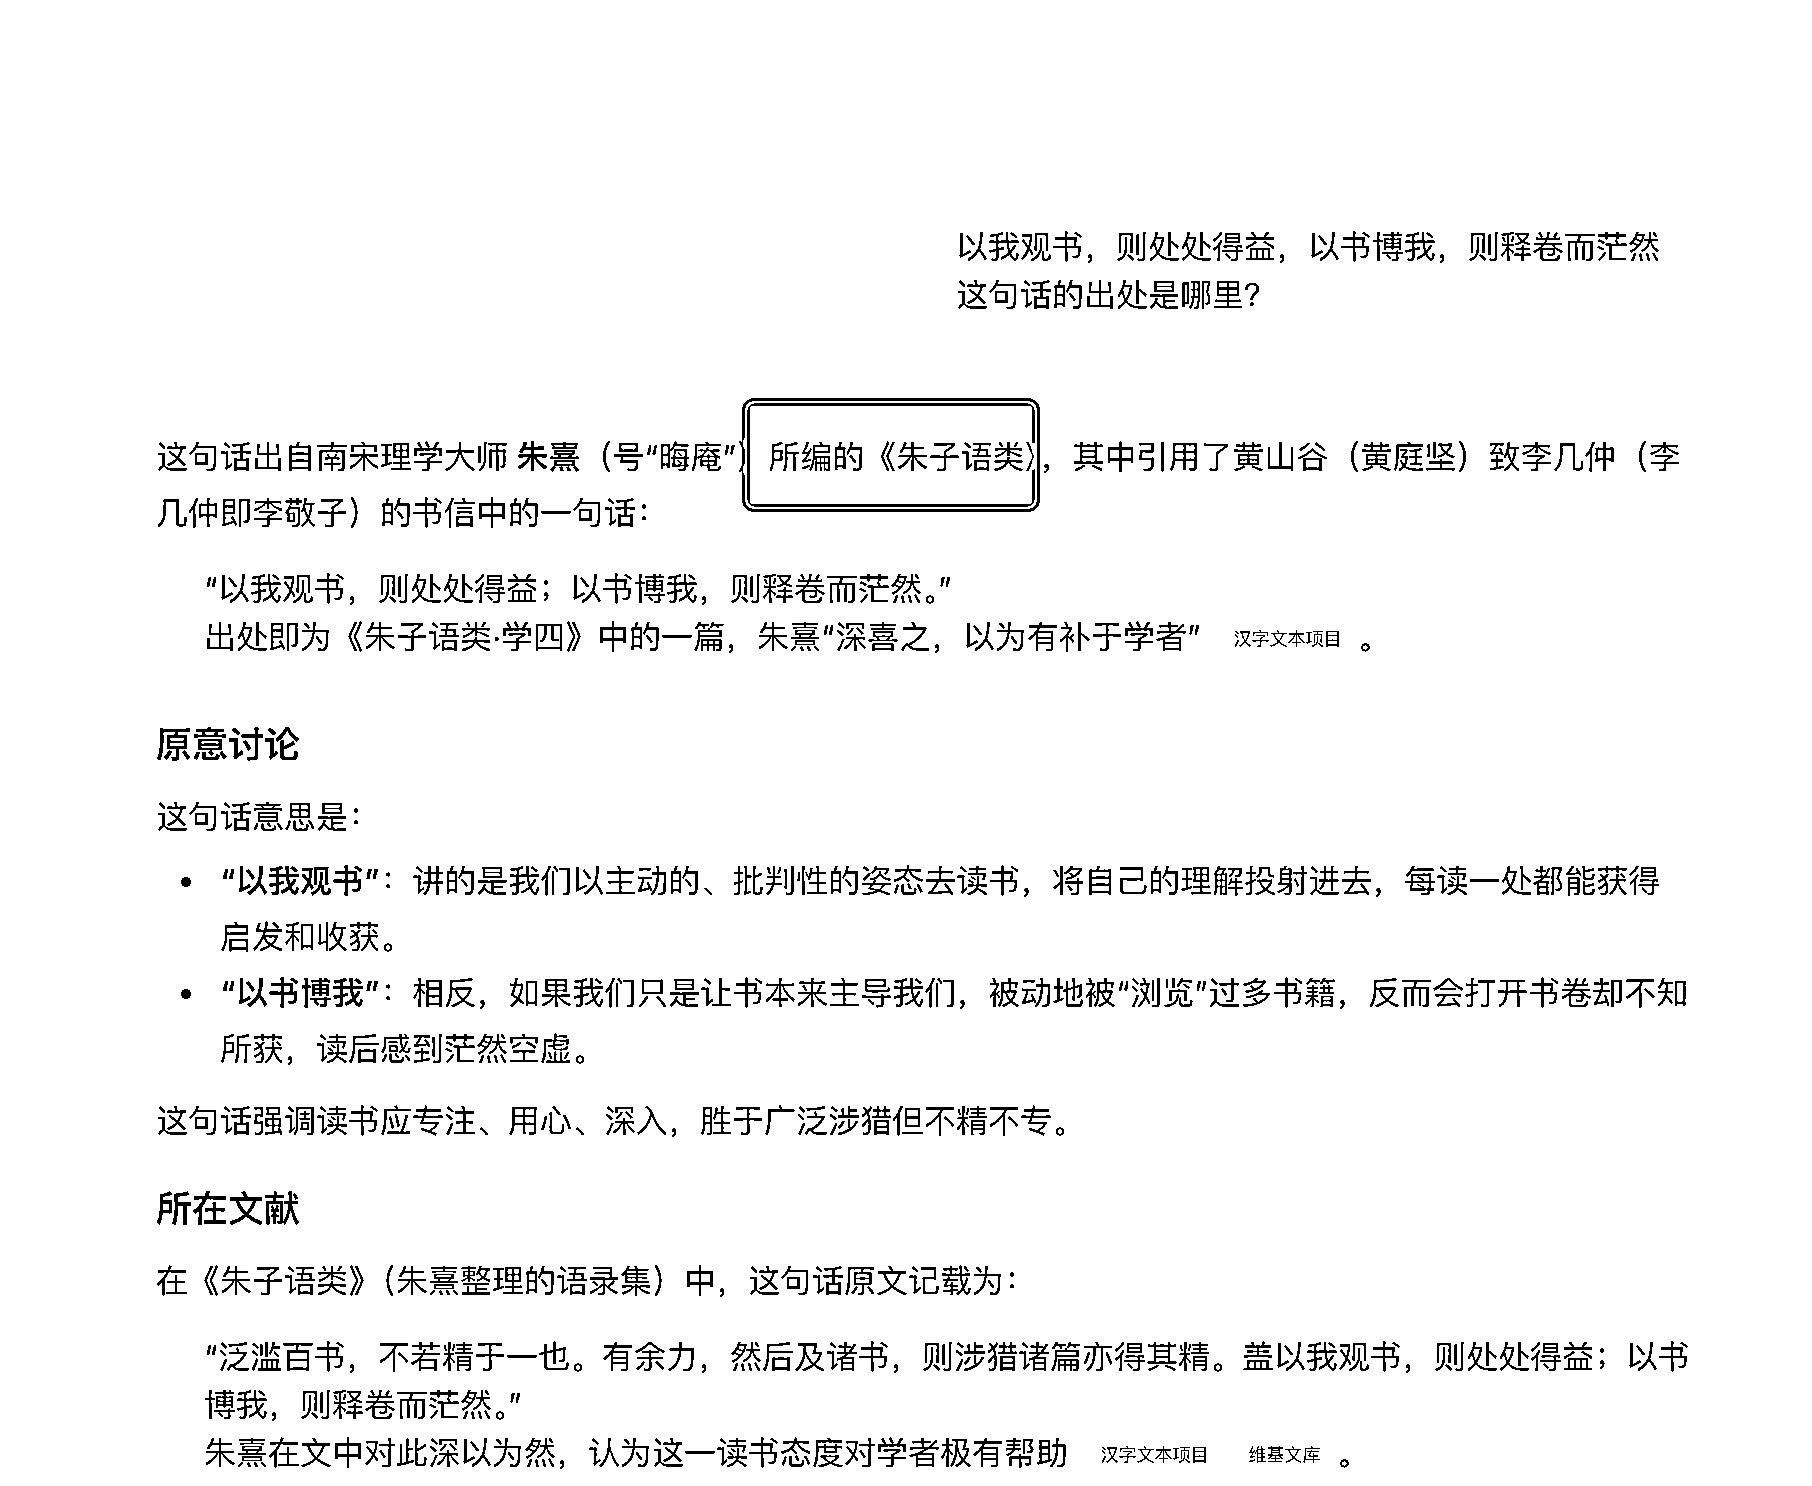 以我观书，则处处得益，以书博我，则释卷而茫然
这句话的出处是哪里？
这句话出自南宋理学大师 朱熹（号“晦庵”）所编的《朱子语类》，其中引用了黄山谷（黄庭坚）致李几仲（李
几仲即李敬子）的书信中的一句话：
“以我观书，则处处得益；以书博我，则释卷而茫然。”
出处即为《朱子语类·学四》中的一篇，朱熹“深喜之，以为有补于学者” 汉字文本项目 。
原意讨论
这句话意思是：
• “以我观书”：讲的是我们以主动的、批判性的姿态去读书，将自己的理解投射进去，每读一处都能获得
启发和收获。
• “以书博我”：相反，如果我们只是让书本来主导我们，被动地被“浏览”过多书籍，反而会打开书卷却不知
所获，读后感到茫然空虚。
这句话强调读书应专注、用心、深入，胜于广泛涉猎但不精不专。
所在文献
在《朱子语类》（朱熹整理的语录集）中，这句话原文记载为：
“泛滥百书，不若精于一也。有余力，然后及诸书，则涉猎诸篇亦得其精。盖以我观书，则处处得益；以书
博我，则释卷而茫然。”
朱熹在文中对此深以为然，认为这一读书态度对学者极有帮助 汉字文本项目 维基文库 。